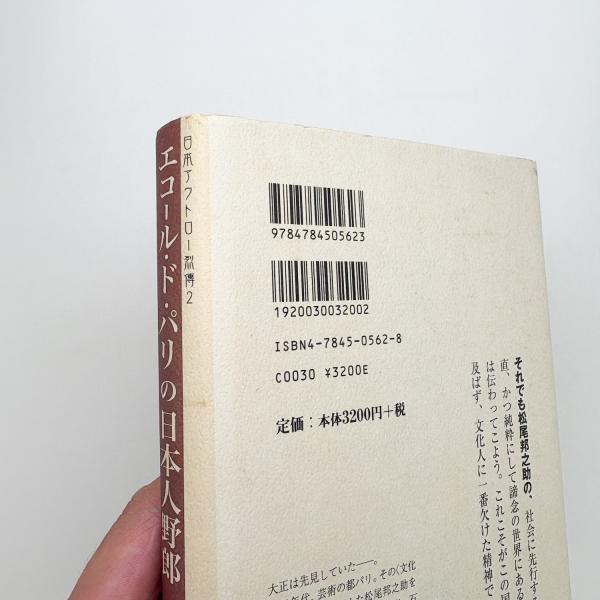 日本アウトロー列傳2
エコール・ド・パリの日本人野郎
9784784505623
1920030032002
ISBN4-7845-0562-8
C0030 ¥3200E
定価：本体3200円＋税
それでも松尾邦之助の、社会に先行す
直、かつ純粋にして諦念の世界にある
は伝わってこよう。これこそがこの国
及ばず、文化人に一番欠けた精神で
大正は先見していた──。
年代、芸術の都パリ。その〈文化
た松尾邦之助を